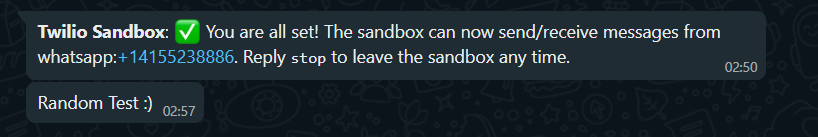 Twilio Sandbox: ✅ You are all set! The sandbox can now send/receive messages from
whatsapp:+14155238886. Reply stop to leave the sandbox any time.
02:50
Random Test :) 02:57